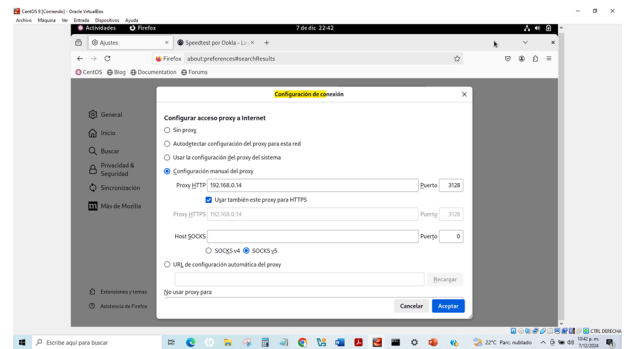 CentOS 9 [Corriendo] - Oracle VirtualBox
Archivo Máquina Ver Entrada Dispositivos Ayuda
Actividades Firefox 7 de dic 22:42
Ajustes Speedtest por Ookla - La
Firefox about:preferences#searchResults
CentOS Blog Documentation Forums
Configuración de conexión
General
Inicio
Buscar
Privacidad & Seguridad
Sincronización
Más de Mozilla
Extensiones y temas
Asistencia de Firefox
Configurar acceso proxy a Internet
Sin proxy
Autodetectar configuración del proxy para esta red
Usar la configuración del proxy del sistema
Configuración manual del proxy
Proxy HTTP 192.168.0.14 Puerto 3128
Usar también este proxy para HTTPS
Proxy HTTPS 192.168.0.14 Puerto 3128
Host SOCKS Puerto 0
SOCKS v4 SOCKS v5
URL de configuración automática del proxy
Recargar
No usar proxy para
Cancelar Aceptar
CTRL DERECHA
Escribe aquí para buscar
22°C Parc. nublado
10:42 p. m.
7/12/2024